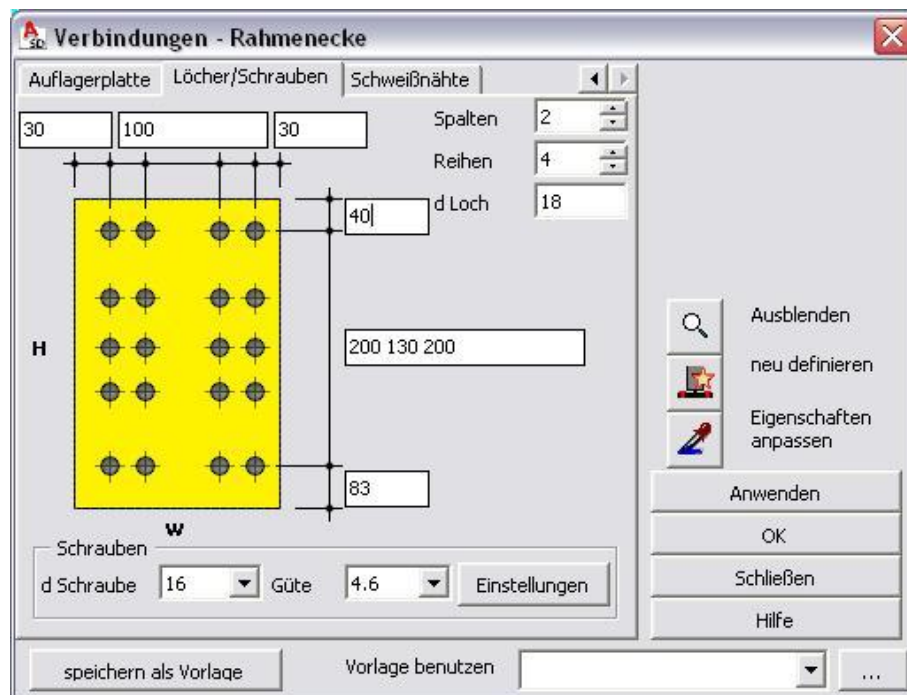 Verbindungen - Rahmenecke
Auflagerplatte Löcher/Schrauben Schweißnähte
30 100 30
Spalten 2
Reihen 4
d Loch 18
40
H
200 130 200
83
W
Ausblenden
neu definieren
Eigenschaften
anpassen
Anwenden
OK
Schließen
Hilfe
Schrauben
d Schraube 16 Güte 4.6 Einstellungen
speichern als Vorlage Vorlage benutzen ...